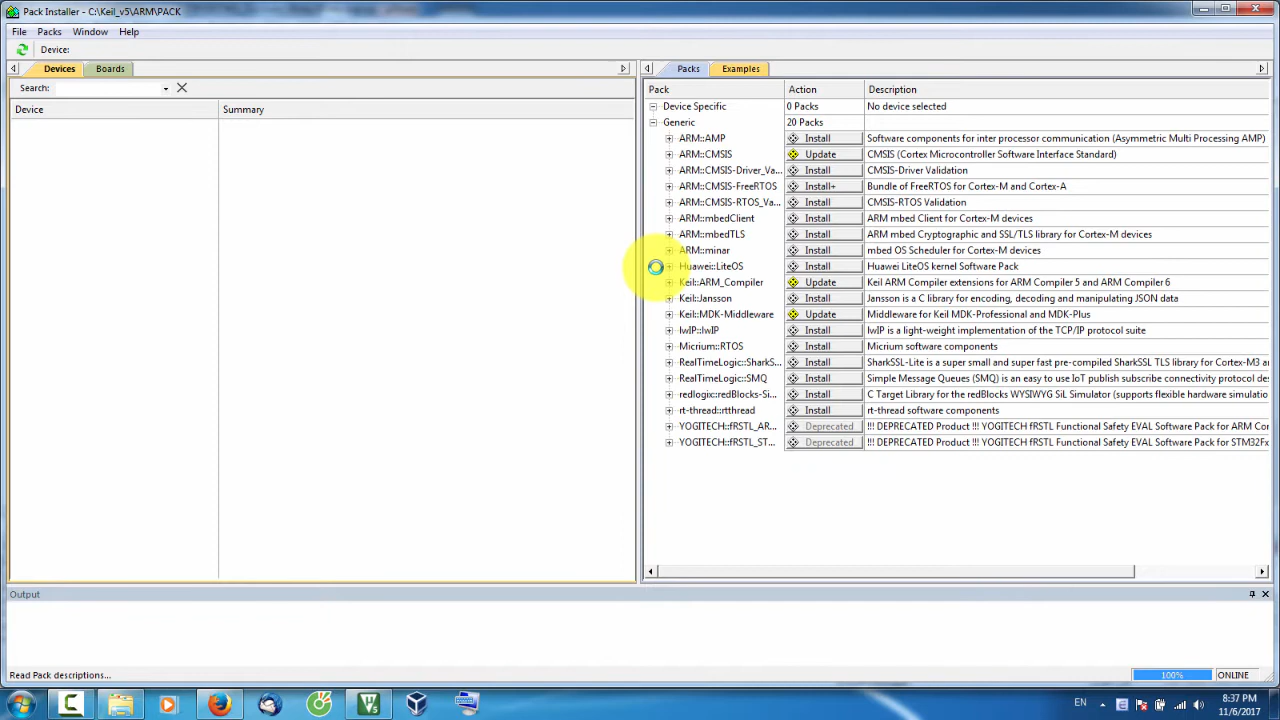 Pack Installer - C:\Keil_v5\ARM\PACK
File Packs Window Help
Device:
Devices Boards
Search:
Device Summary
Packs Examples
Pack Action Description
Device Specific 0 Packs No device selected
Generic 20 Packs
ARM::AMP Install Software components for inter processor communication (Asymmetric Multi Processing AMP)
ARM::CMSIS Update CMSIS (Cortex Microcontroller Software Interface Standard)
ARM::CMSIS-Driver_Va... Install CMSIS-Driver Validation
ARM::CMSIS-FreeRTOS Install+ Bundle of FreeRTOS for Cortex-M and Cortex-A
ARM::CMSIS-RTOS_Va... Install CMSIS-RTOS Validation
ARM::mbedClient Install ARM mbed Client for Cortex-M devices
ARM::mbedTLS Install ARM mbed Cryptographic and SSL/TLS library for Cortex-M devices
ARM::minar Install mbed OS Scheduler for Cortex-M devices
Huawei::LiteOS Install Huawei LiteOS kernel Software Pack
Keil::ARM_Compiler Update Keil ARM Compiler extensions for ARM Compiler 5 and ARM Compiler 6
Keil::Jansson Install Jansson is a C library for encoding, decoding and manipulating JSON data
Keil::MDK-Middleware Update Middleware for Keil MDK-Professional and MDK-Plus
lwIP::lwIP Install lwIP is a light-weight implementation of the TCP/IP protocol suite
Micrium::RTOS Install Micrium software components
RealTimeLogic::SharkS... Install SharkSSL-Lite is a super small and super fast pre-compiled SharkSSL TLS library for Cortex-M3 a
RealTimeLogic::SMQ Install Simple Message Queues (SMQ) is an easy to use IoT publish subscribe connectivity protocol des
redlogix::redBlocks-Si... Install C Target Library for the redBlocks WYSIWYG SiL Simulator (supports flexible hardware simulatio
rt-thread::rtthread Install rt-thread software components
YOGITECH::fRSTL_AR... Deprecated !!! DEPRECATED Product !!! YOGITECH fRSTL Functional Safety EVAL Software Pack for ARM Cor
YOGITECH::fRSTL_ST... Deprecated !!! DEPRECATED Product !!! YOGITECH fRSTL Functional Safety EVAL Software Pack for STM32Fx
Output
Read Pack descriptions...
100% ONLINE
EN
8:37 PM
11/6/2017